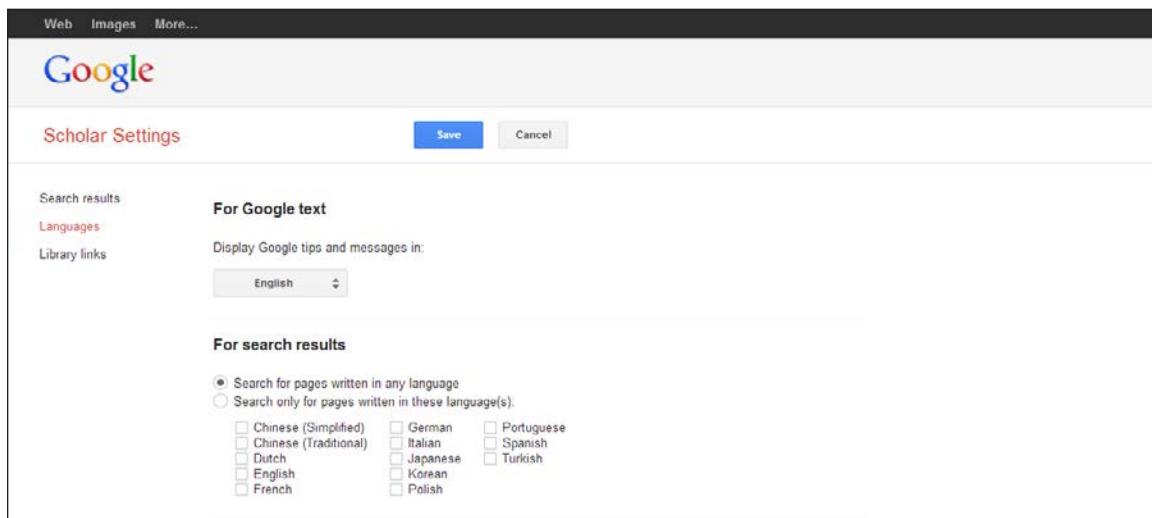 Web Images More...
Google
Scholar Settings Save Cancel
Search results
Languages
Library links
For Google text
Display Google tips and messages in:
English
For search results
Search for pages written in any language
Search only for pages written in these language(s):
Chinese (Simplified) German Portuguese
Chinese (Traditional) Italian Spanish
Dutch Japanese Turkish
English Korean
French Polish